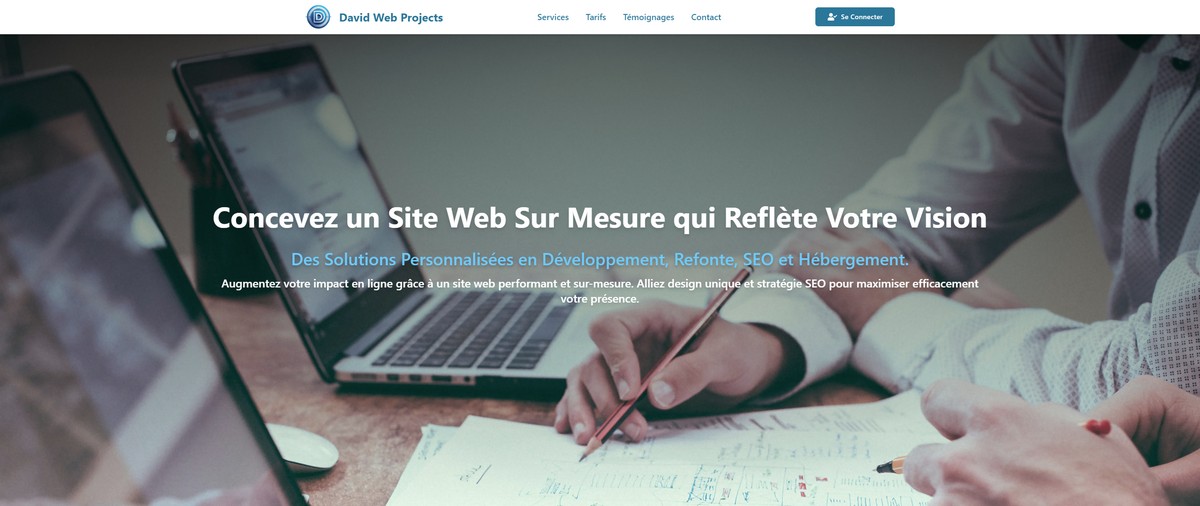 David Web Projects
Services
Tarifs
Témoignages
Contact
Se Connecter
Concevez un Site Web Sur Mesure qui Reflète Votre Vision
Des Solutions Personnalisées en Développement, Refonte, SEO et Hébergement.
Augmentez votre impact en ligne grâce à un site web performant et sur-mesure. Alliez design unique et stratégie SEO pour maximiser efficacement
votre présence.